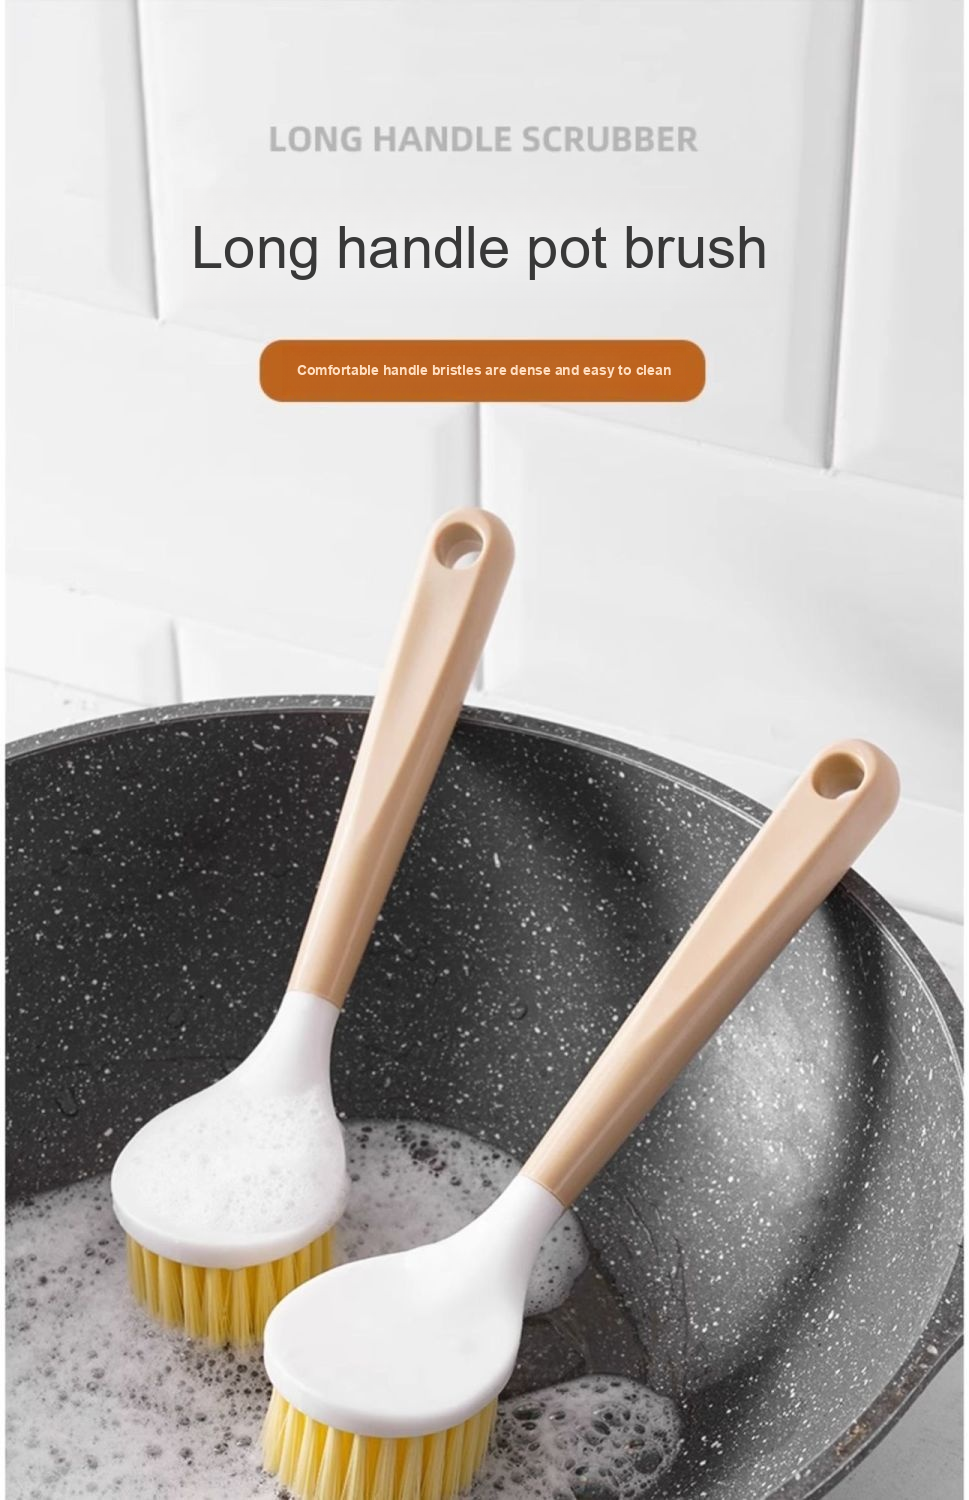 LONG HANDLE SCRUBBER
Long handle pot brush
Comfortable handle bristles are dense and easy to clean